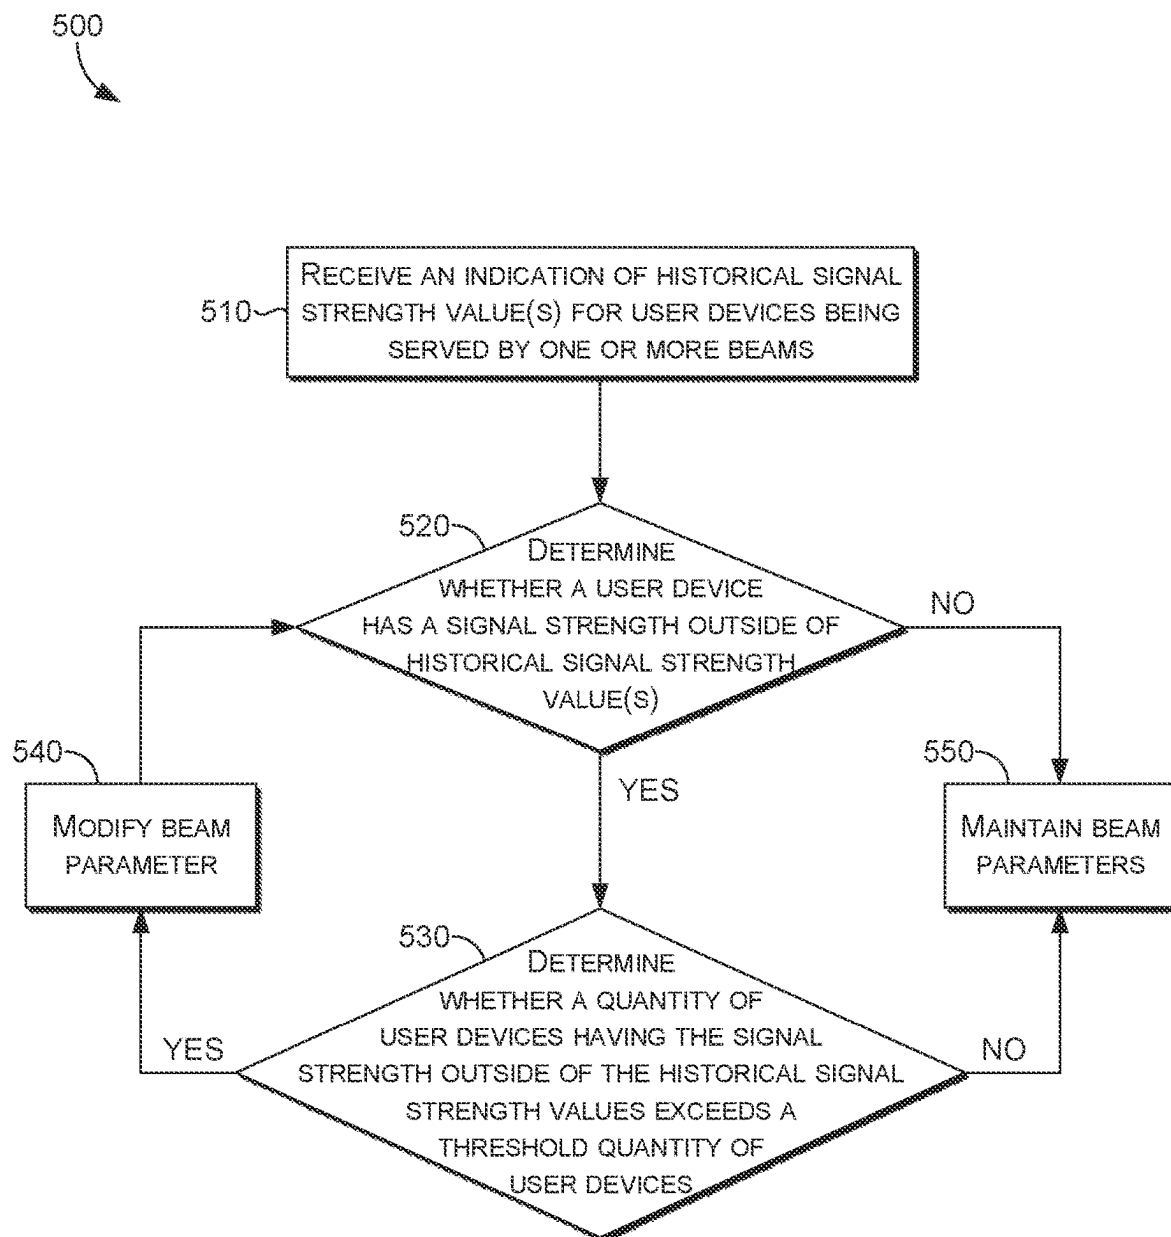 500
RECEIVE AN INDICATION OF HISTORICAL SIGNAL
STRENGTH VALUE(S) FOR USER DEVICES BEING
SERVED BY ONE OR MORE BEAMS
510
520
DETERMINE
WHETHER A USER DEVICE
HAS A SIGNAL STRENGTH OUTSIDE OF
HISTORICAL SIGNAL STRENGTH
VALUE(S)
NO
YES
540
MODIFY BEAM
PARAMETER
550
MAINTAIN BEAM
PARAMETERS
530
DETERMINE
WHETHER A QUANTITY OF
USER DEVICES HAVING THE SIGNAL
STRENGTH OUTSIDE OF THE HISTORICAL SIGNAL
STRENGTH VALUES EXCEEDS A
THRESHOLD QUANTITY OF
USER DEVICES
YES
NO